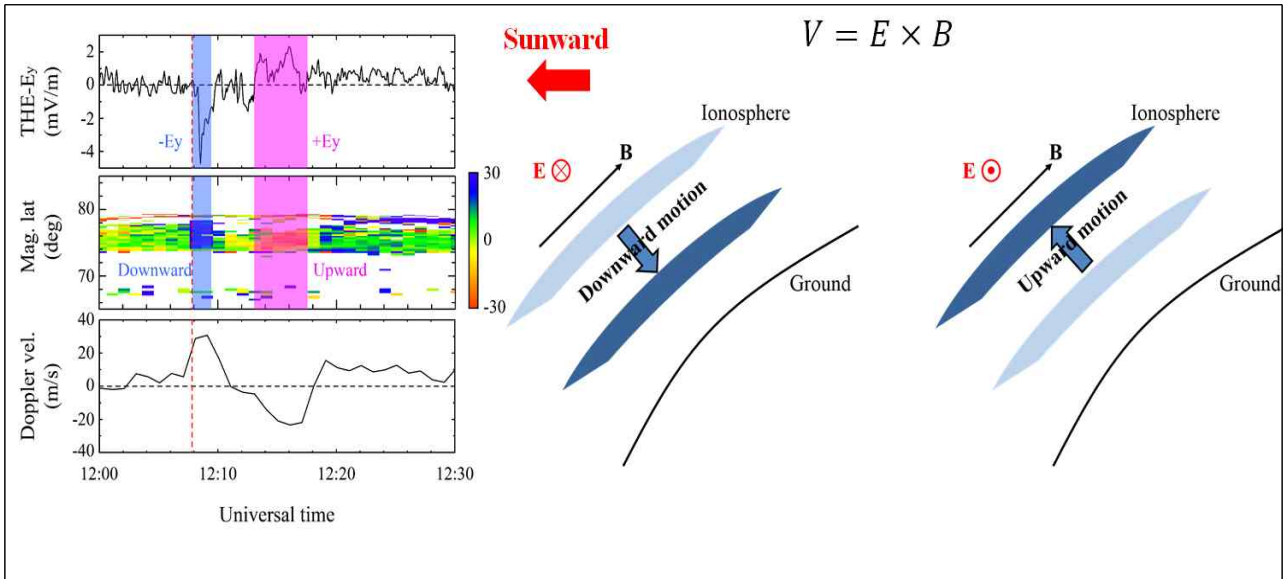 THE-Ey
(mV/m)
2
0
-2
-4
-Ey
+Ey
Mag. lat
(deg)
80
70
Downward
Upward
30
0
-30
Doppler vel.
(m/s)
40
20
0
-20
-40
12:00
12:10
12:20
12:30
Universal time
Sunward
V = E × B
Ionosphere
B
E
Downward motion
Ground
Ionosphere
B
E
Upward motion
Ground